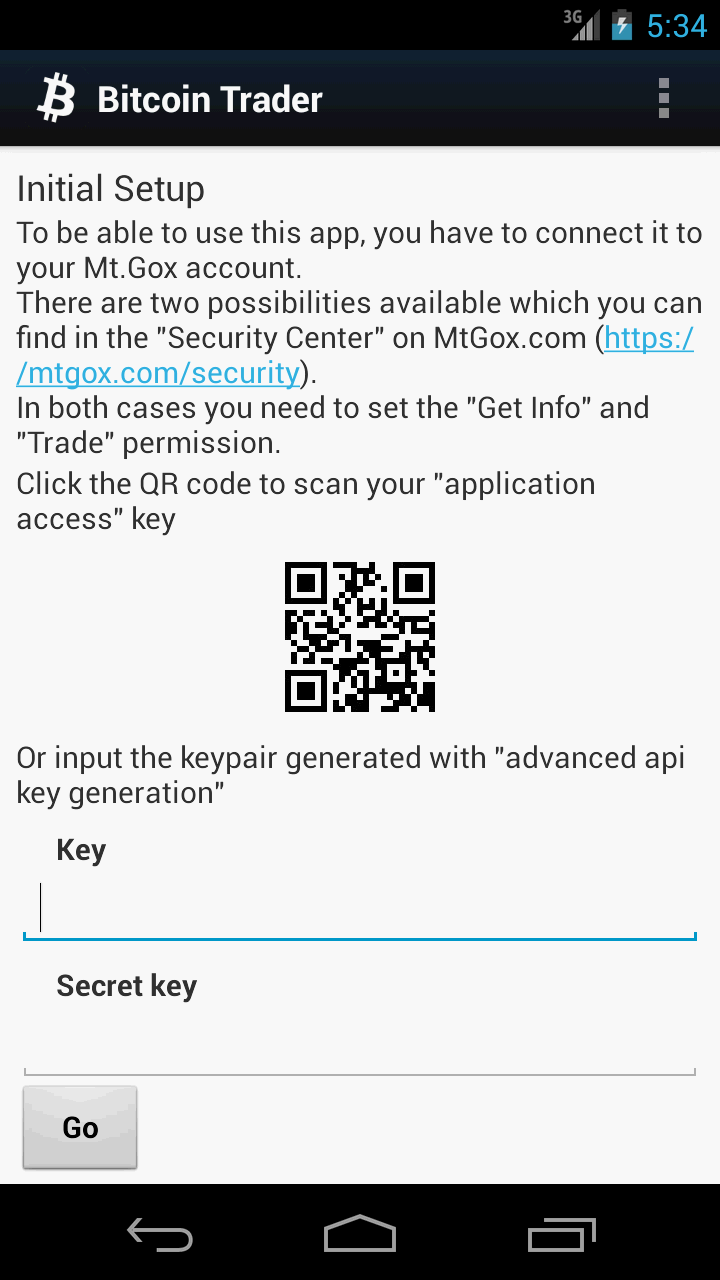 3G 5:34
Bitcoin Trader
Initial Setup
To be able to use this app, you have to connect it to
your Mt.Gox account.
There are two possibilities available which you can
find in the "Security Center" on MtGox.com (https:/
/mtgox.com/security).
In both cases you need to set the "Get Info" and
"Trade" permission.
Click the QR code to scan your "application
access" key
Or input the keypair generated with "advanced api
key generation"
Key
Secret key
Go